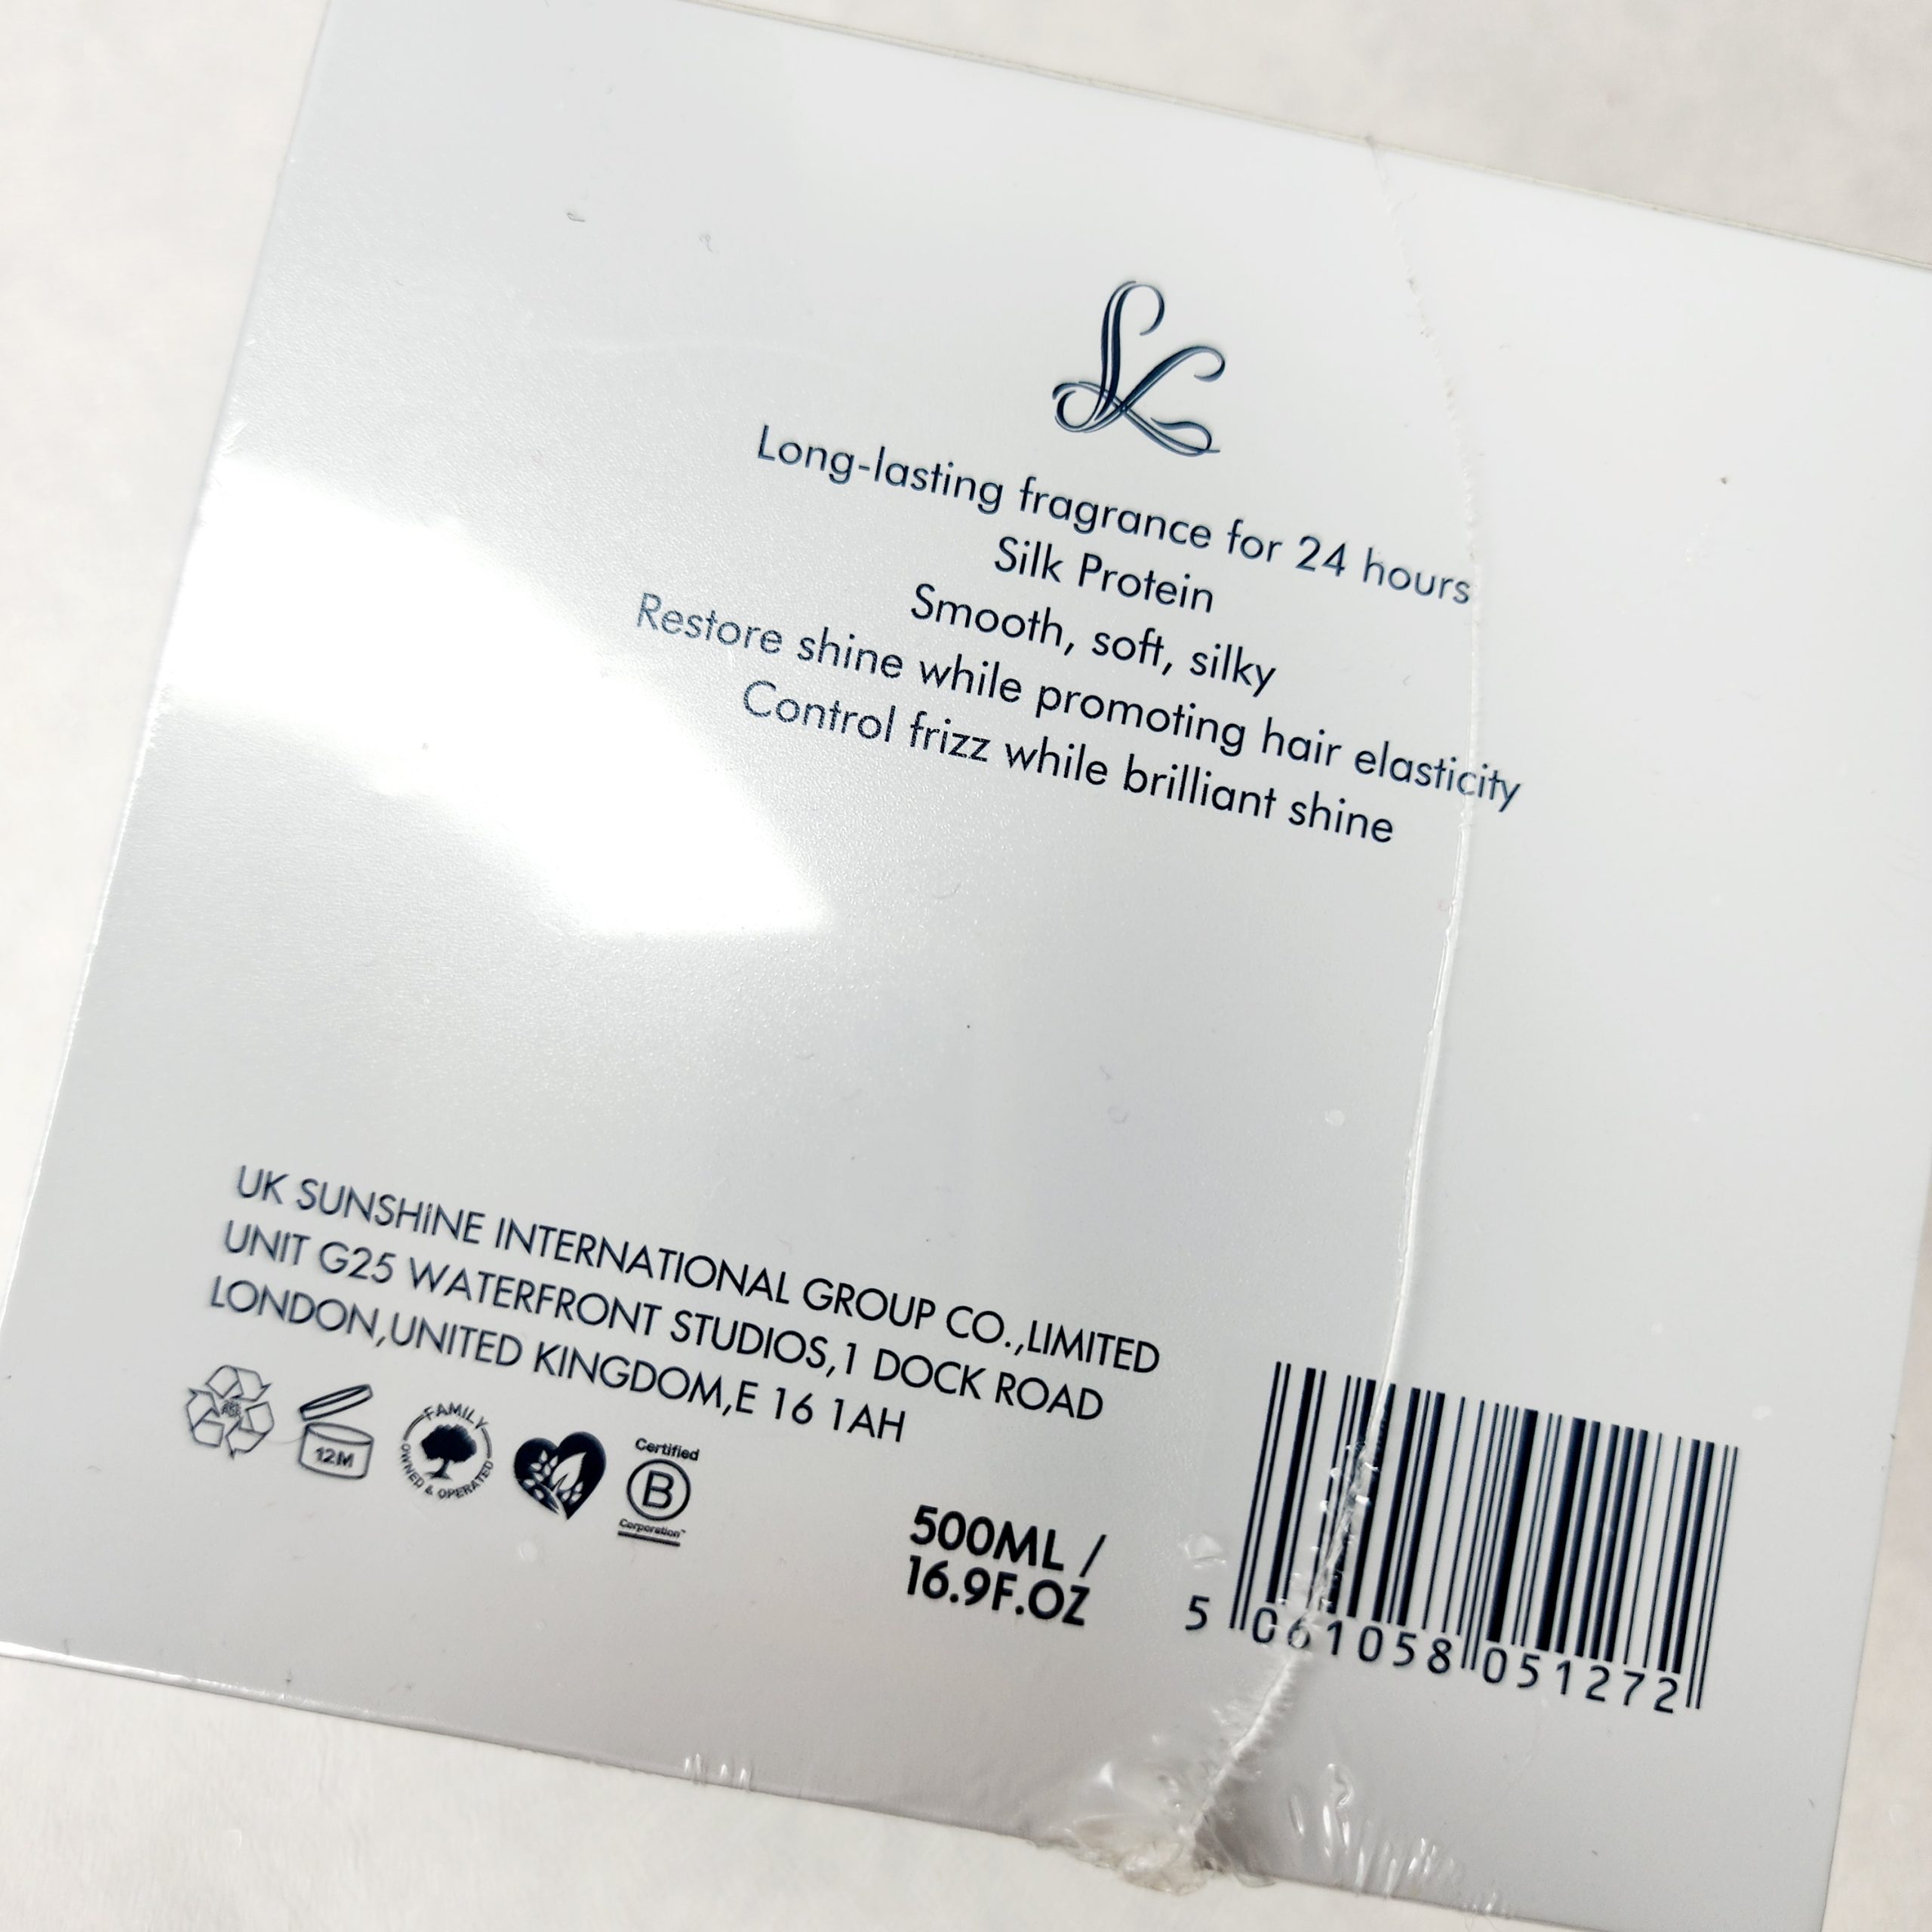 Long-lasting fragrance for 24 hours
Silk Protein
Smooth, soft, silky
Restore shine while promoting hair elasticity
Control frizz while brilliant shine
UK SUNSHINE INTERNATIONAL GROUP CO.,LIMITED
UNIT G25 WATERFRONT STUDIOS,1 DOCK ROAD
LONDON,UNITED KINGDOM,E 16 1AH
12M
FAMILY
OWNED & OPERATED
Certified
B
Corporation™
500ML /
16.9F.OZ
5 061058 051272